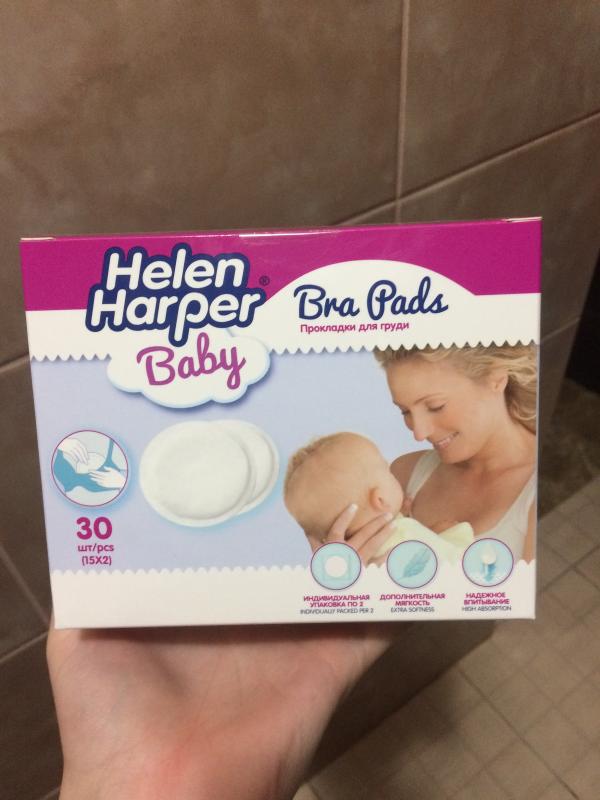 Helen
Harper®
Baby
Bra Pads
Прокладки для груди
30
шт/pcs
(15X2)
ИНДИВИДУАЛЬНАЯ
УПАКОВКА ПО 2
INDIVIDUALLY PACKED PER 2
ДОПОЛНИТЕЛЬНАЯ
МЯГКОСТЬ
EXTRA SOFTNESS
НАДЕЖНОЕ
ВПИТЫВАНИЕ
HIGH ABSORPTION